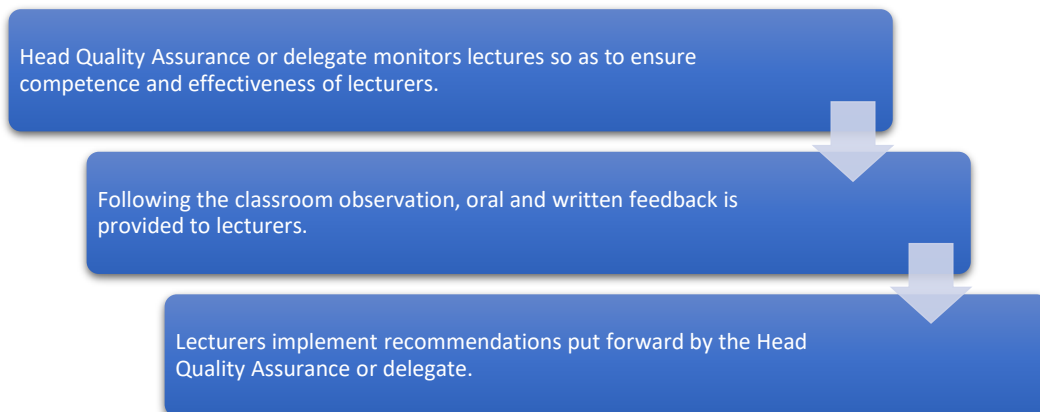 Head Quality Assurance or delegate monitors lectures so as to ensure
competence and effectiveness of lecturers.
Following the classroom observation, oral and written feedback is
provided to lecturers.
Lecturers implement recommendations put forward by the Head
Quality Assurance or delegate.